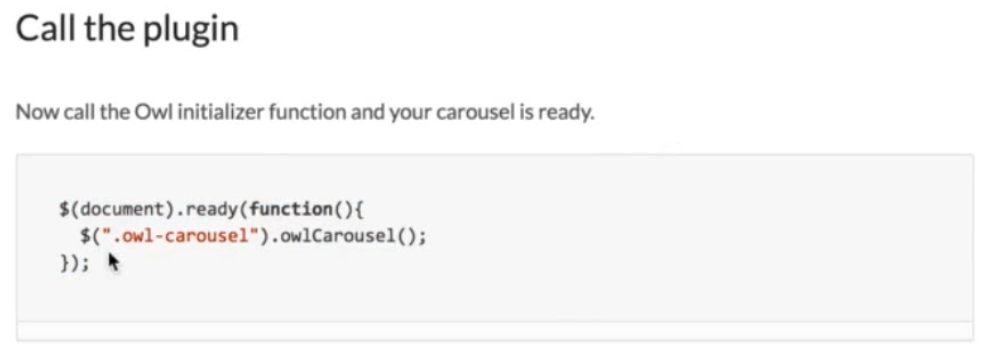 Call the plugin
Now call the Owl initializer function and your carousel is ready.
$(document).ready(function(){
  $(".owl-carousel").owlCarousel();
});